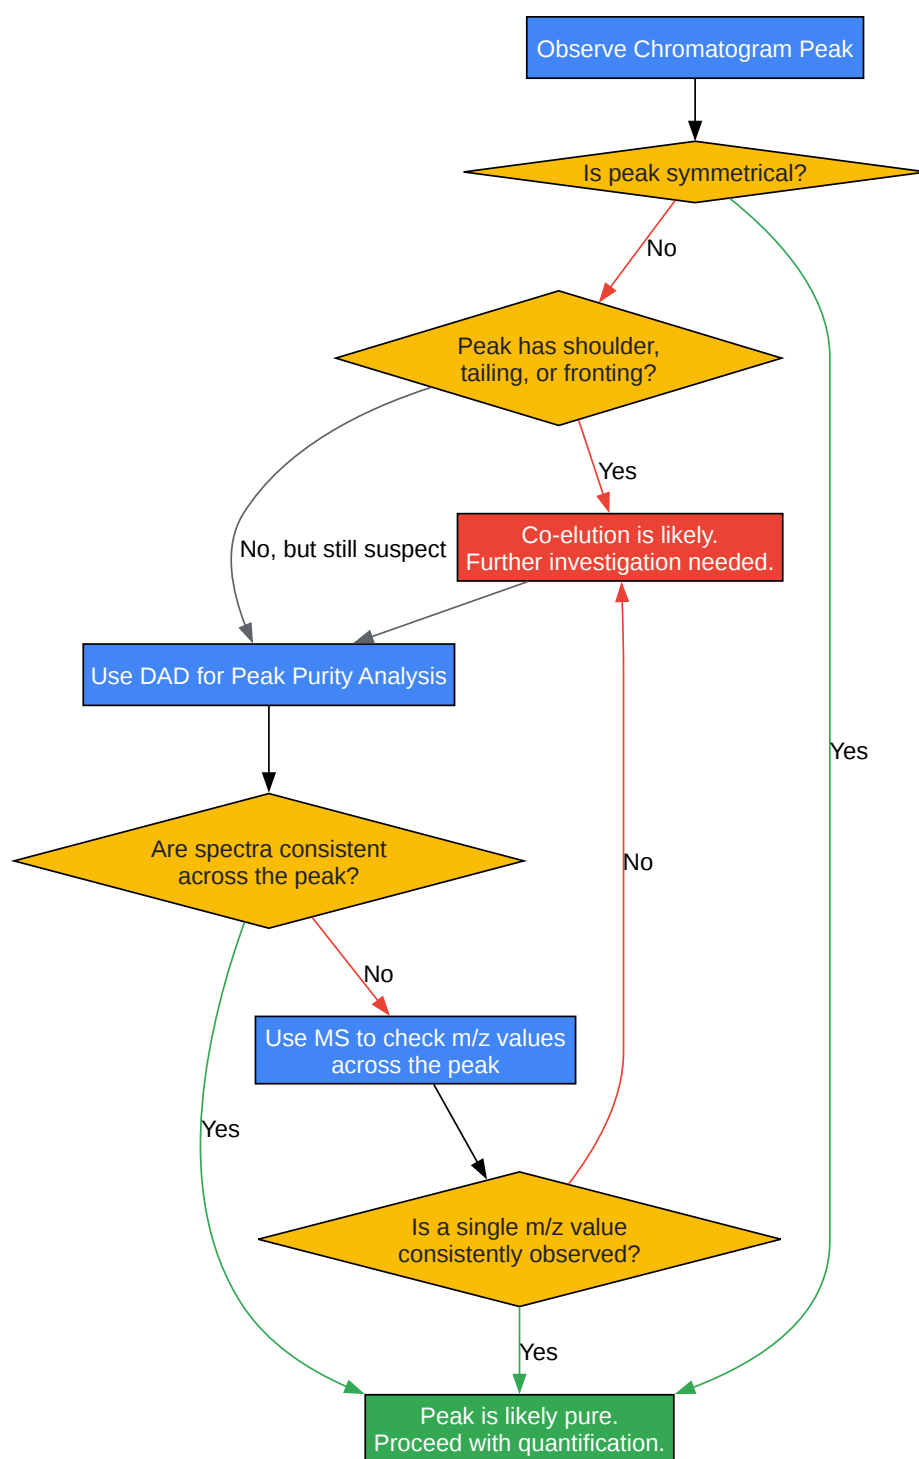 Observe Chromatogram Peak
Is peak symmetrical?
No
Peak has shoulder,
tailing, or fronting?
Yes
Co-elution is likely.
Further investigation needed.
No, but still suspect
Use DAD for Peak Purity Analysis
Yes
Are spectra consistent
across the peak?
No
No
Use MS to check m/z values
across the peak
Yes
Is a single m/z value
consistently observed?
Yes
Peak is likely pure.
Proceed with quantification.